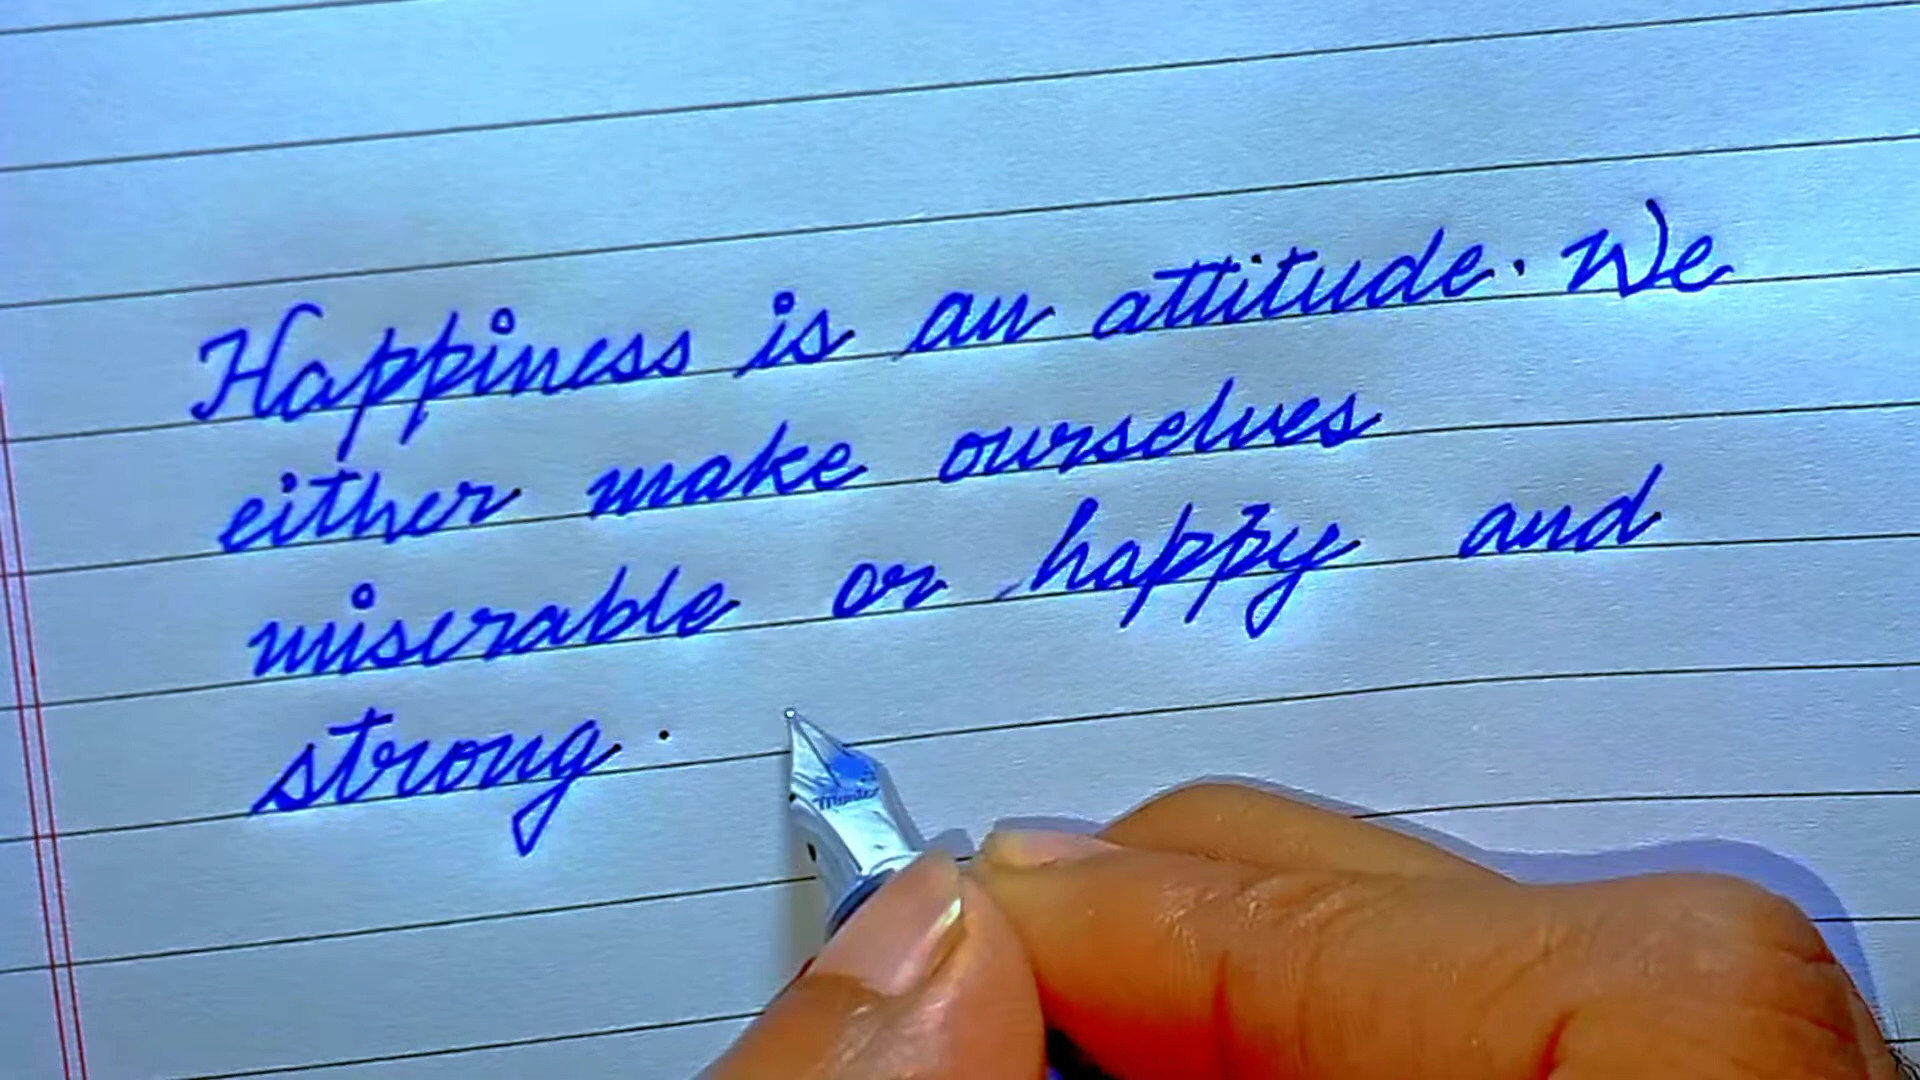 Happiness is an attitude. We
either make ourselves
miserable or happy and
strong.